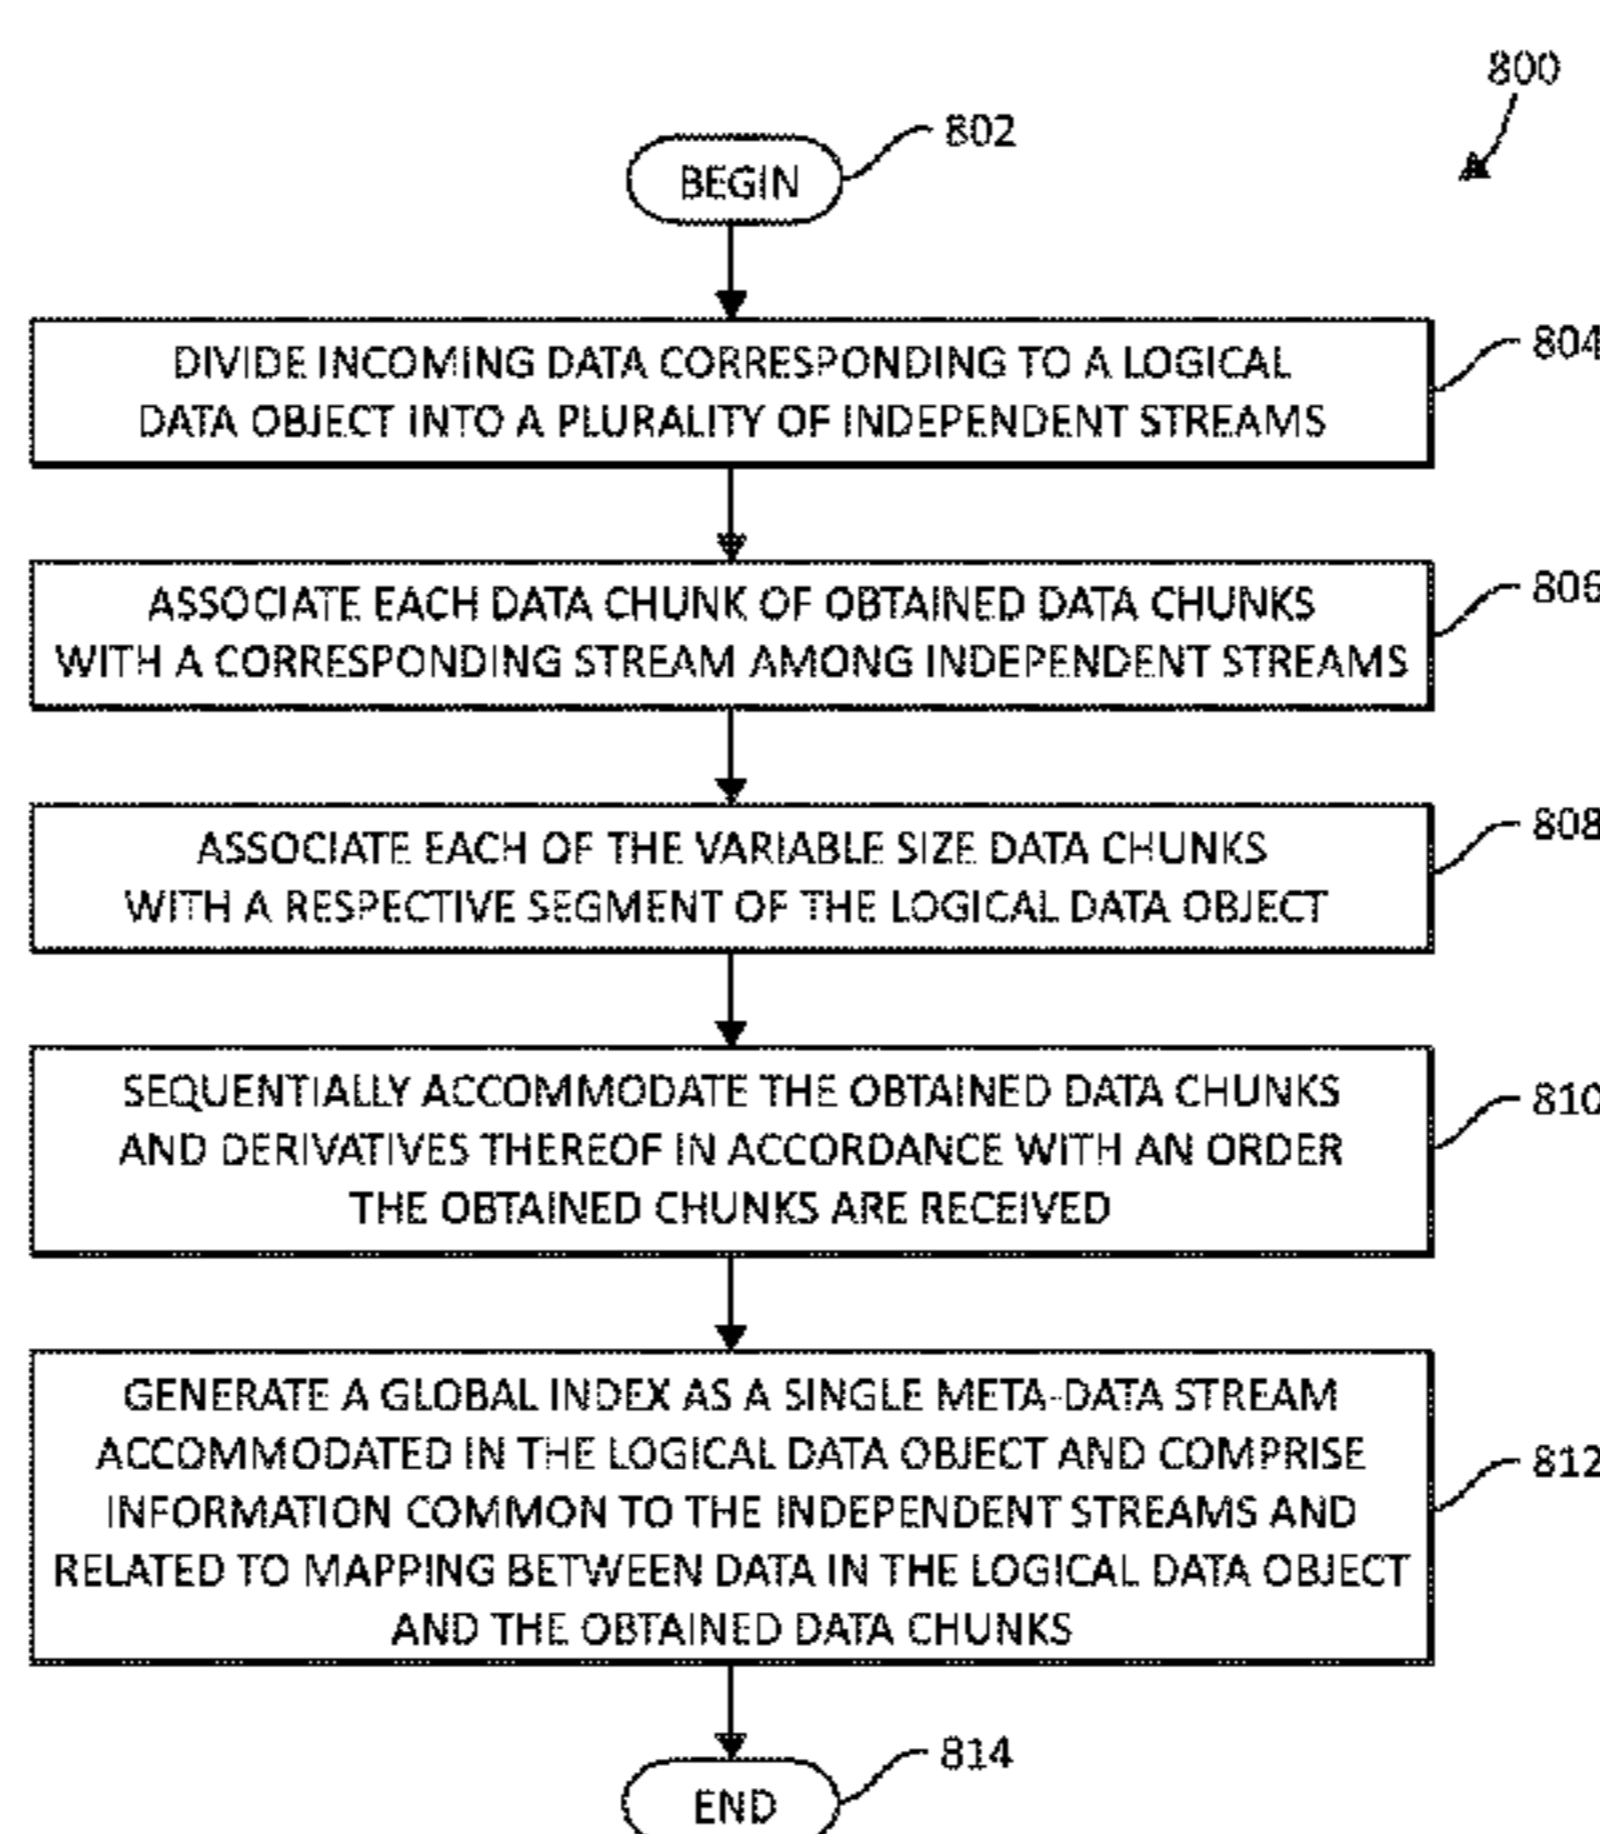 800
802
BEGIN
804
DIVIDE INCOMING DATA CORRESPONDING TO A LOGICAL
DATA OBJECT INTO A PLURALITY OF INDEPENDENT STREAMS
806
ASSOCIATE EACH DATA CHUNK OF OBTAINED DATA CHUNKS
WITH A CORRESPONDING STREAM AMONG INDEPENDENT STREAMS
808
ASSOCIATE EACH OF THE VARIABLE SIZE DATA CHUNKS
WITH A RESPECTIVE SEGMENT OF THE LOGICAL DATA OBJECT
810
SEQUENTIALLY ACCOMMODATE THE OBTAINED DATA CHUNKS
AND DERIVATIVES THEREOF IN ACCORDANCE WITH AN ORDER
THE OBTAINED CHUNKS ARE RECEIVED
812
GENERATE A GLOBAL INDEX AS A SINGLE META-DATA STREAM
ACCOMMODATED IN THE LOGICAL DATA OBJECT AND COMPRISE
INFORMATION COMMON TO THE INDEPENDENT STREAMS AND
RELATED TO MAPPING BETWEEN DATA IN THE LOGICAL DATA OBJECT
AND THE OBTAINED DATA CHUNKS
814
END